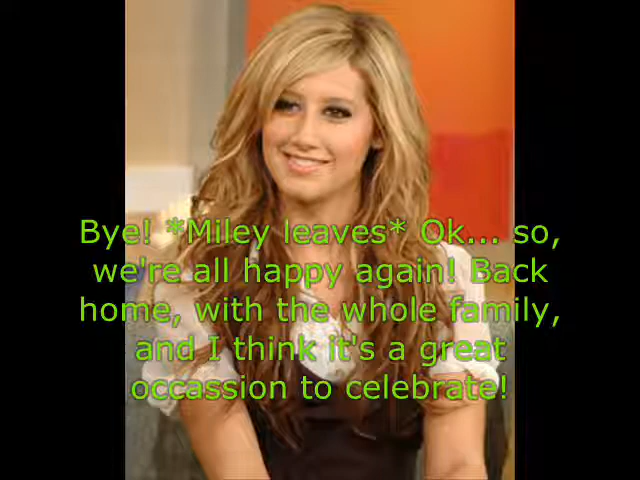 Bye! *Miley leaves* Ok... so,
we're all happy again! Back
home, with the whole family,
and I think it's a great
occassion to celebrate!